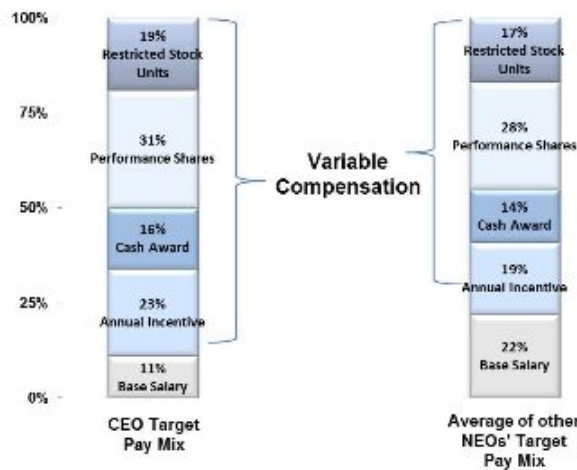 100%
75%
50%
25%
0%
19%
Restricted Stock
Units
31%
Performance Shares
16%
Cash Award
23%
Annual Incentive
11%
Base Salary
CEO Target
Pay Mix
Variable
Compensation
17%
Restricted Stock
Units
28%
Performance Shares
14%
Cash Award
19%
Annual Incentive
22%
Base Salary
Average of other
NEOs' Target
Pay Mix